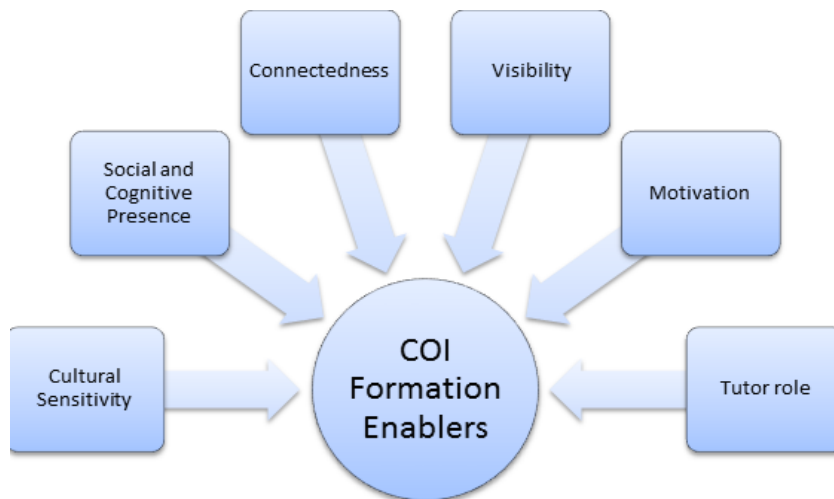 Connectedness
Visibility
Social and
Cognitive
Presence
Motivation
Cultural
Sensitivity
COI
Formation
Enablers
Tutor role